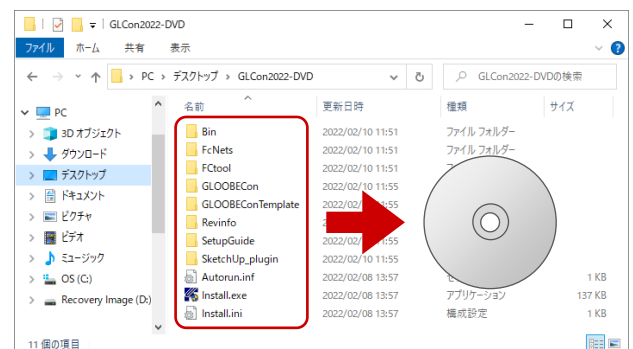 GLCon2022-DVD
ファイル ホーム 共有 表示
PC デスクトップ GLCon2022-DVD GLCon2022-DVDの検索
名前 更新日時 種類 サイズ
PC
3D オブジェクト
ダウンロード
デスクトップ
ドキュメント
ピクチャ
ビデオ
ミュージック
OS (C:)
Recovery Image (D:)
Bin 2022/02/10 11:51 ファイル フォルダー
FcNets 2022/02/10 11:51 ファイル フォルダー
FCtool 2022/02/10 11:51
GLOOBECon 2022/02/10 11:55
GLOOBEConTemplate 2022/02/10 11:55
Revinfo
SetupGuide 2022/02/
SketchUp_plugin 2022/02/10 11:55
Autorun.inf 2022/02/08 13:57 1 KB
Install.exe 2022/02/08 13:57 アプリケーション 137 KB
Install.ini 2022/02/08 13:57 構成設定 1 KB
11 個の項目